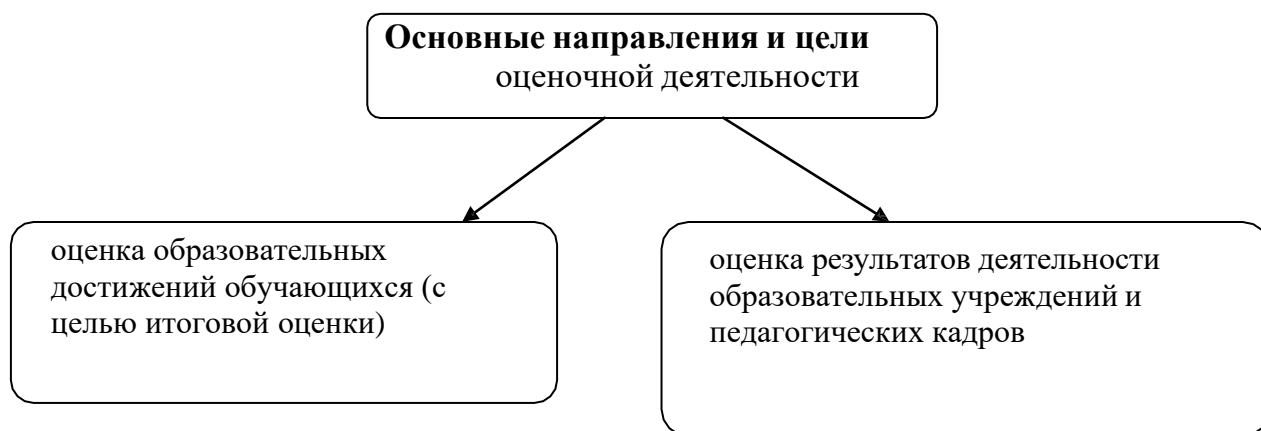 Основные направления и цели
оценочной деятельности
оценка образовательных
достижений обучающихся (с
целью итоговой оценки)
оценка результатов деятельности
образовательных учреждений и
педагогических кадров